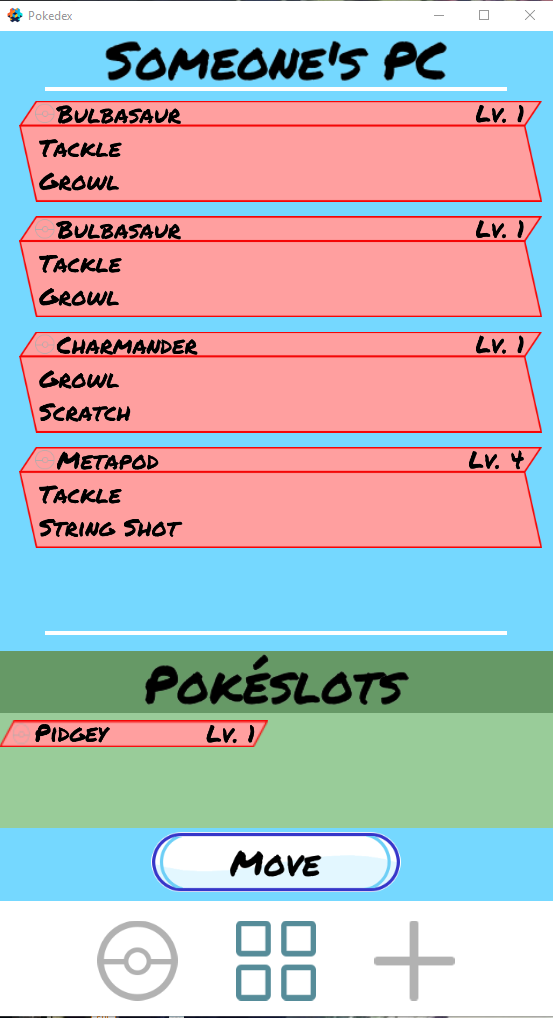 Pokedex
Someone's PC
Bulbasaur Lv. 1
Tackle
Growl
Bulbasaur Lv. 1
Tackle
Growl
Charmander Lv. 1
Growl
Scratch
Metapod Lv. 4
Tackle
String Shot
Pokéslots
Pidgey Lv. 1
Move